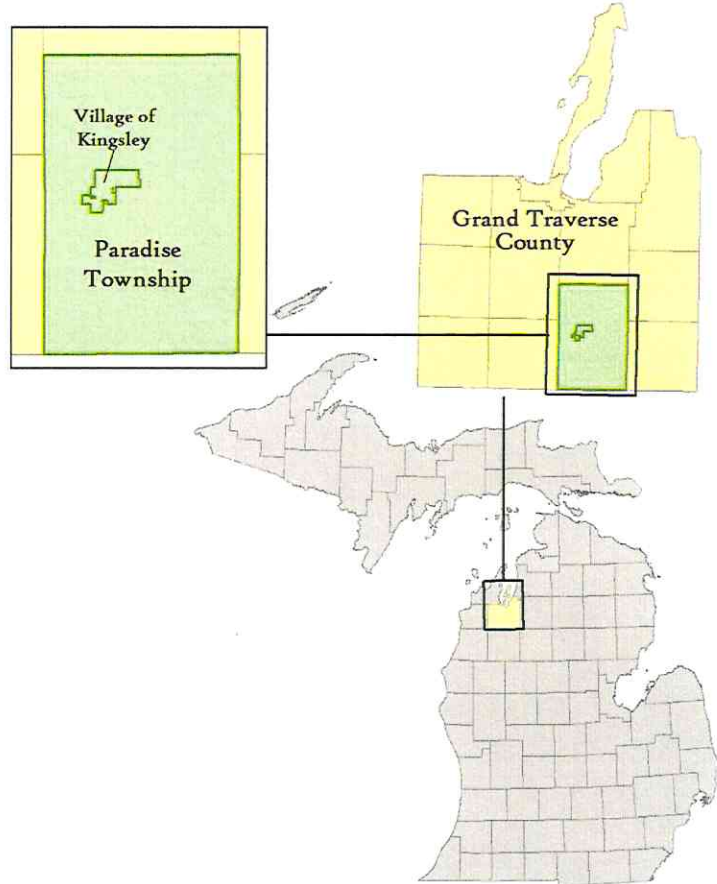 Village of
Kingsley
Paradise
Township
Grand Traverse
County